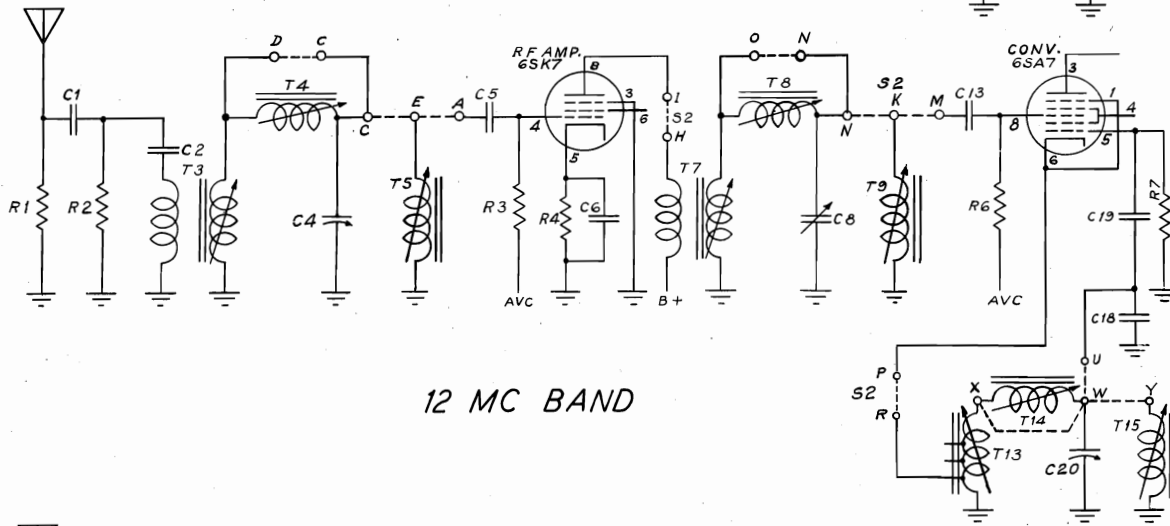 D C
O N
RF AMP.
6SK7
CONV.
6SA7
C1
T4
C E A C5
8
3
6
4
5
I
S2
H
T8
N
S2
K M C13
3
1
4
8
5
6
C2
T3
R1
R2
C4
T5
R3
R4
C6
T7
C8
T9
R6
C19
R7
AVC
B+
AVC
C18
U
12 MC BAND
P
S2
R
X
W
Y
T14
T13
C20
T15